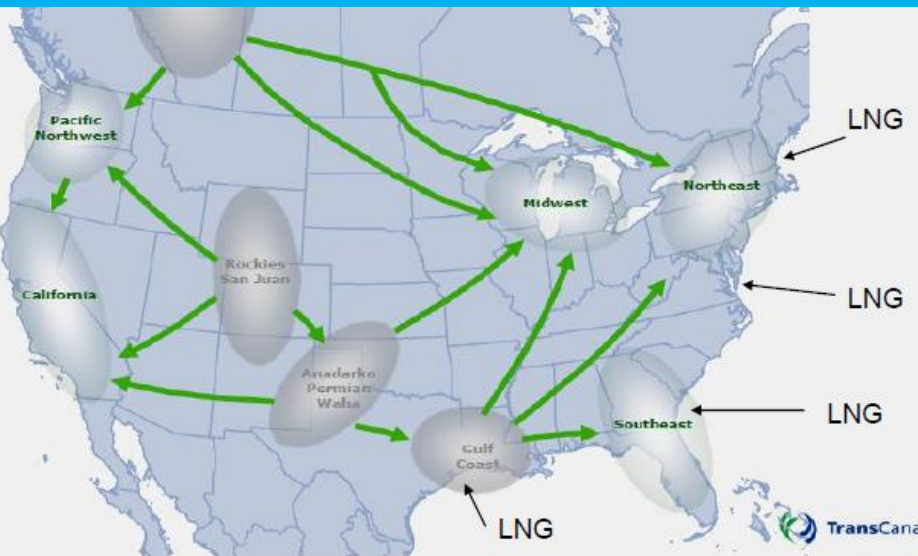 LNG
Pacific
Northwest
Northeast
Midwest
Rockies
San Juan
California
LNG
Anadarko
Permian
Waha
LNG
Southeast
Gulf
Coast
LNG
TransCana